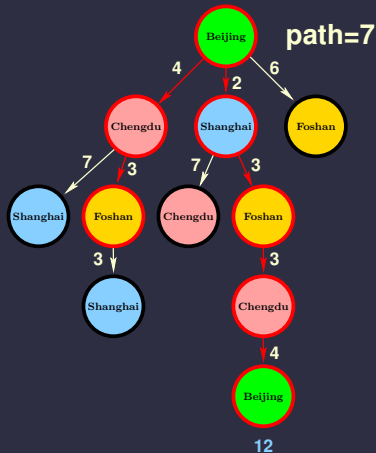 Beijing
path=7
4
2
6
Chengdu
Shanghai
Foshan
7
3
7
3
Shanghai
Foshan
Chengdu
Foshan
3
3
Shanghai
Chengdu
4
Beijing
12